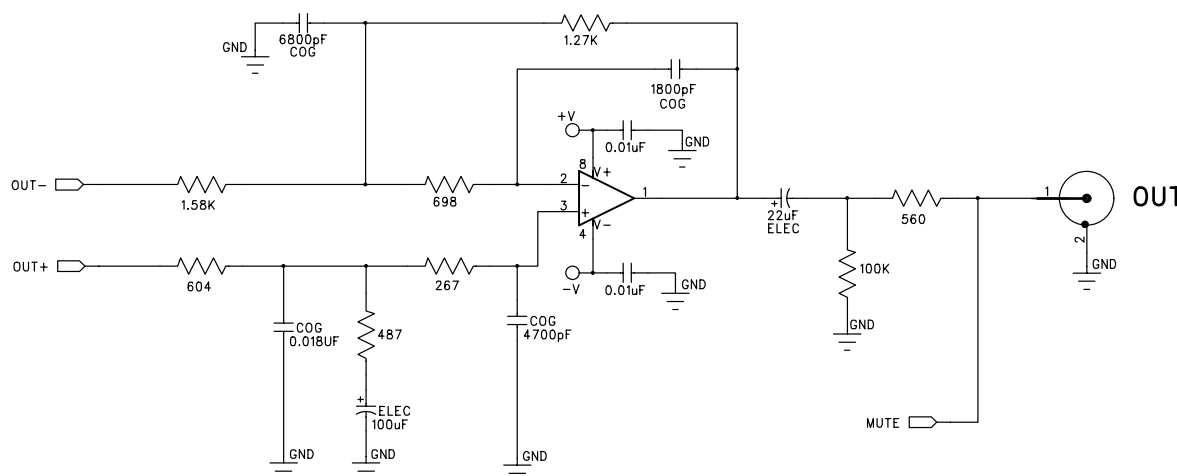 GND
6800pF
COG
1.27K
1800pF
COG
+V
0.01uF
GND
8
V+
OUT-
1.58K
698
2
-
3
+
1
4
V-
22uF
+
ELEC
560
1
OUT
2
GND
OUT+
604
267
-V
0.01uF
GND
100K
GND
COG
0.018UF
487
COG
4700pF
+
ELEC
100uF
GND
GND
GND
MUTE